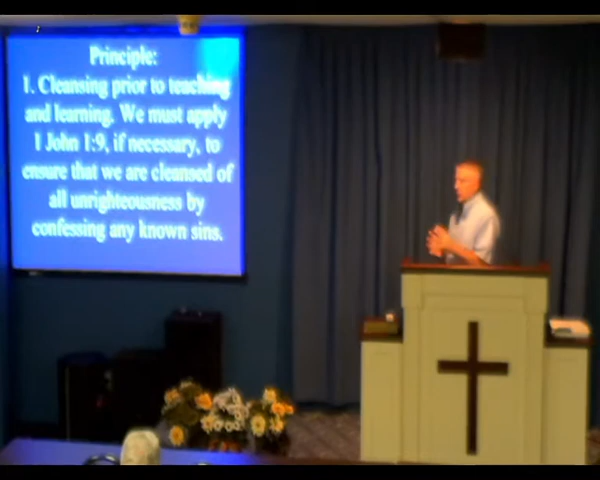 Principle:
1. Cleansing prior to teaching
and learning. We must apply
1 John 1:9, if necessary, to
ensure that we are cleansed of
all unrighteousness by
confessing any known sins.